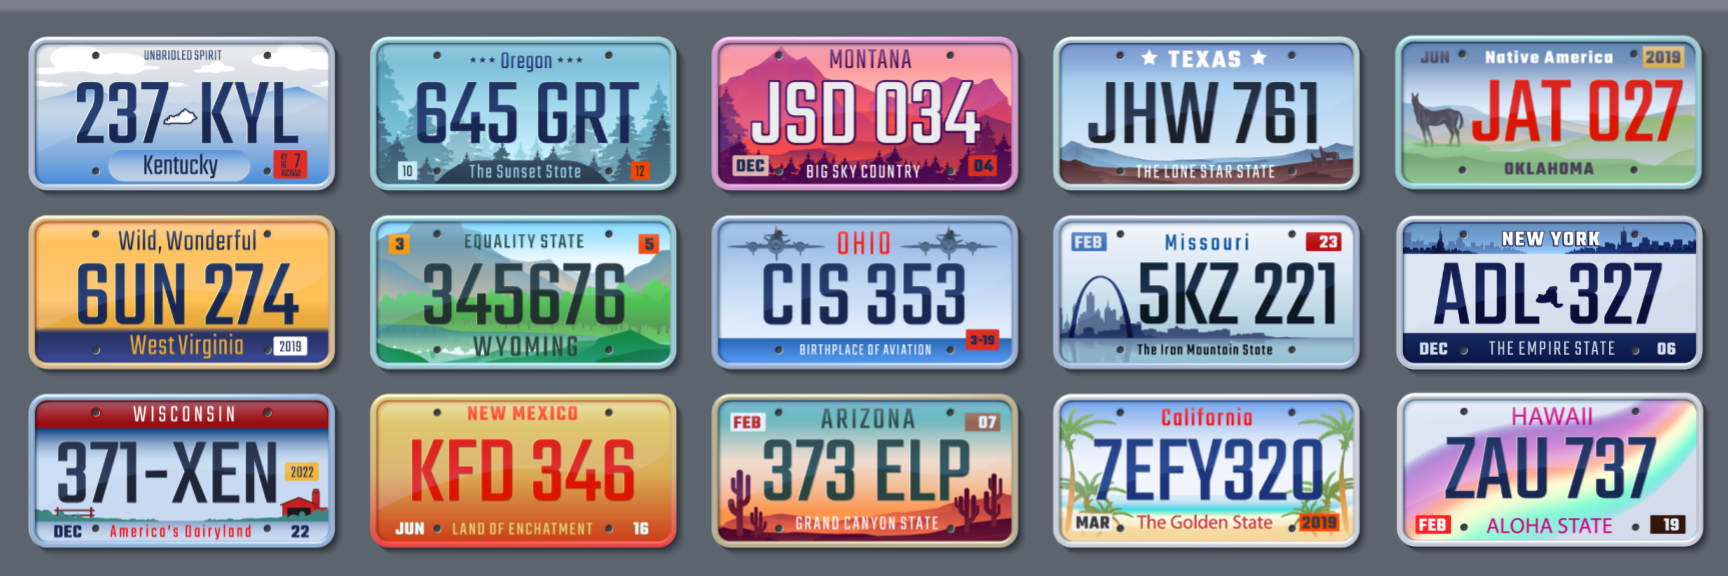 UNBRIDLED SPIRIT
237 KYL
Kentucky
7
Oregon
645 GRT
10 The Sunset State 12
MONTANA
JSD 034
DEC BIG SKY COUNTRY 04
TEXAS
JHW 761
THE LONE STAR STATE
JUN Native America 2019
JAT 027
OKLAHOMA
Wild, Wonderful
6UN 274
West Virginia 2019
3 EQUALITY STATE 5
345676
WYOMING
OHIO
CIS 353
BIRTHPLACE OF AVIATION 3-19
FEB Missouri 23
5KZ 221
The Iron Mountain State
NEW YORK
ADL 327
DEC THE EMPIRE STATE 06
WISCONSIN
371-XEN
2022
DEC America's Dairyland 22
NEW MEXICO
KFD 346
JUN LAND OF ENCHATMENT 16
FEB ARIZONA 07
373 ELP
GRAND CANYON STATE
California
7EFY320
MAR The Golden State 2019
HAWAII
ZAU 737
FEB ALOHA STATE 19